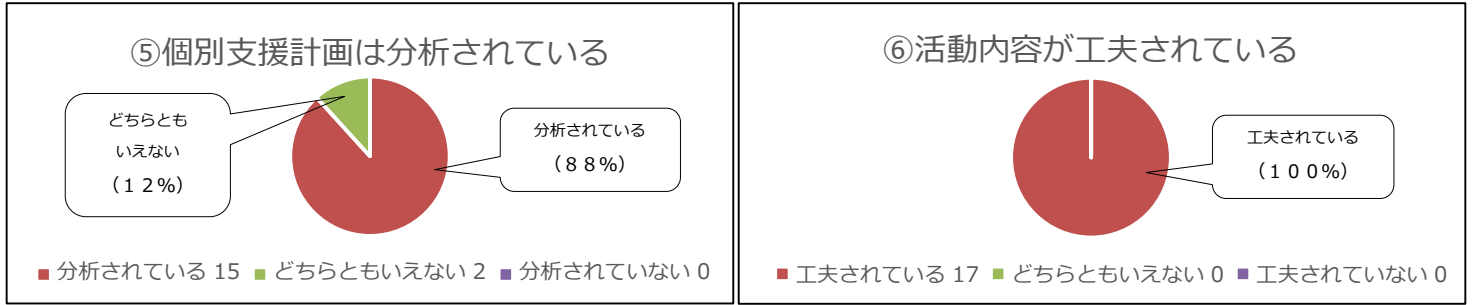 ⑤個別支援計画は分析されている
どちらとも
いえない
（１２%）
分析されている
（８８%）
分析されている 15 どちらともいえない 2 分析されていない 0
⑥活動内容が工夫されている
工夫されている
（１００%）
工夫されている 17 どちらともいえない 0 工夫されていない 0